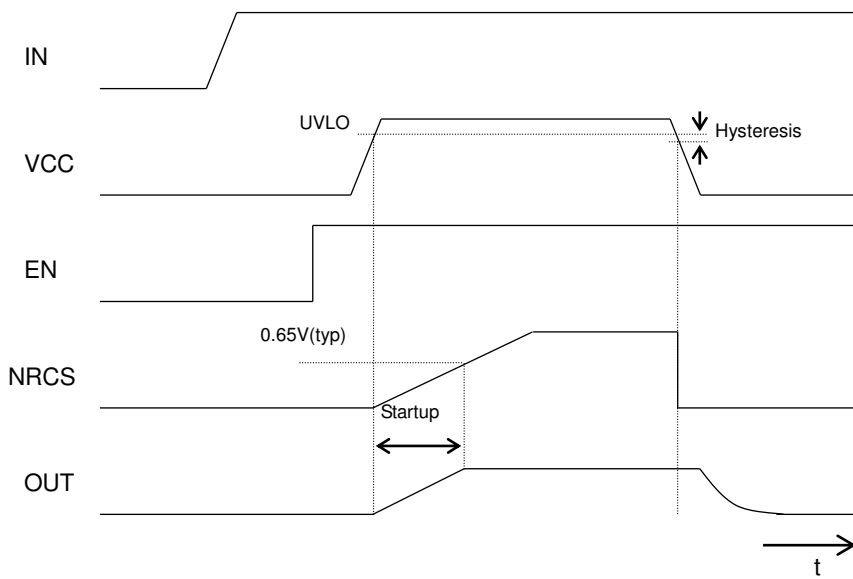 IN
UVLO
Hysteresis
VCC
EN
0.65V(typ)
NRCS
Startup
OUT
t